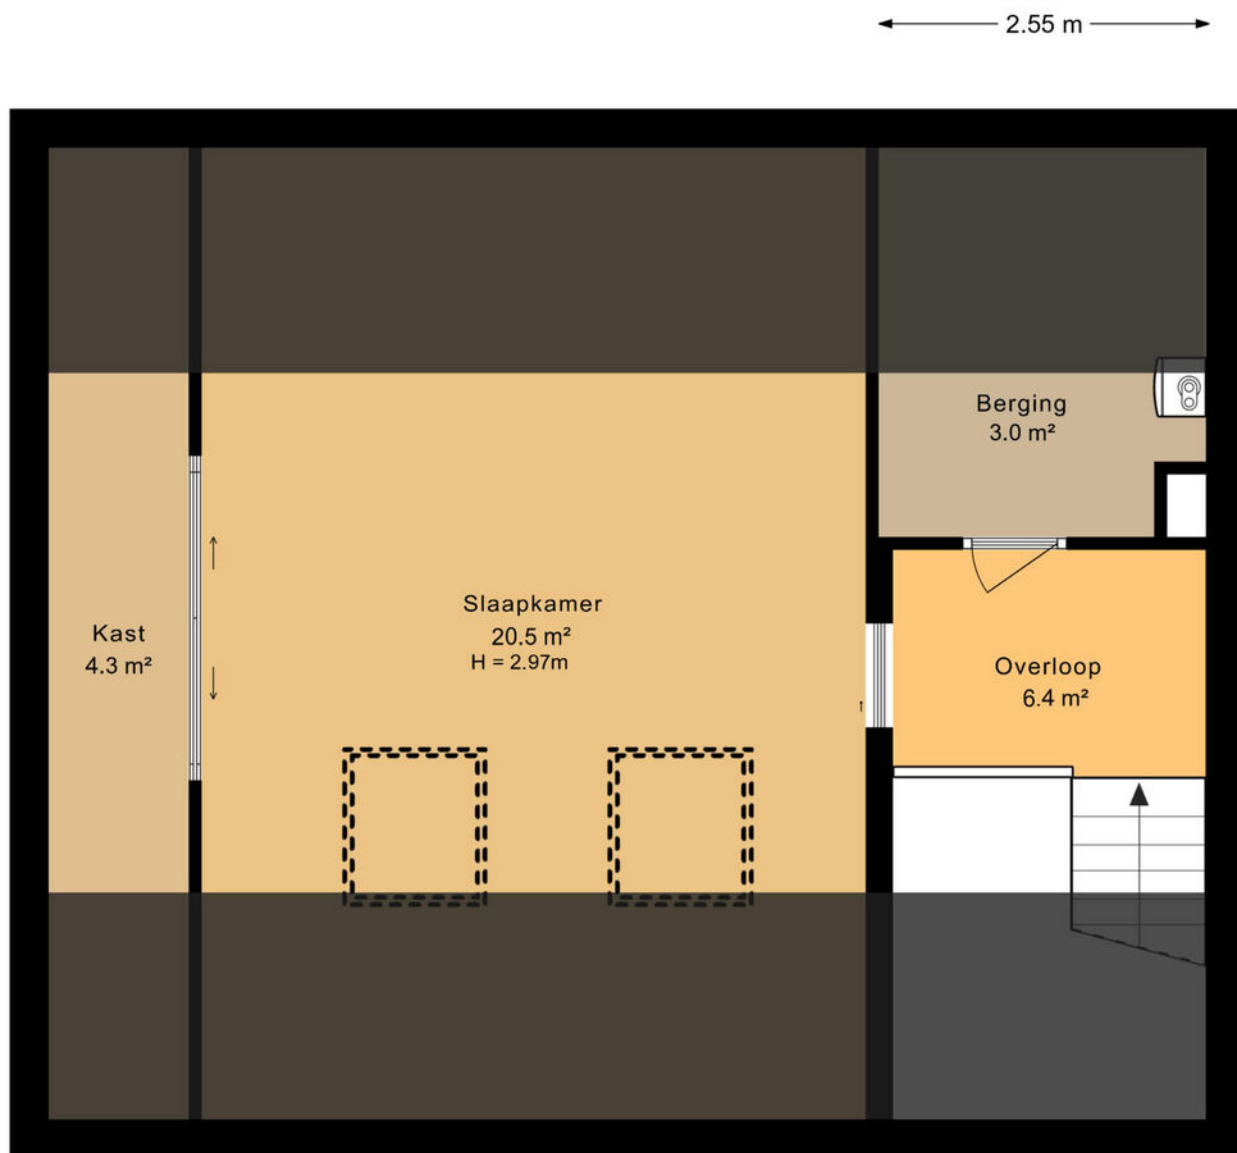 2.55 m
Berging
3.0 m²
Slaapkamer
20.5 m²
H = 2.97m
Kast
4.3 m²
Overloop
6.4 m²